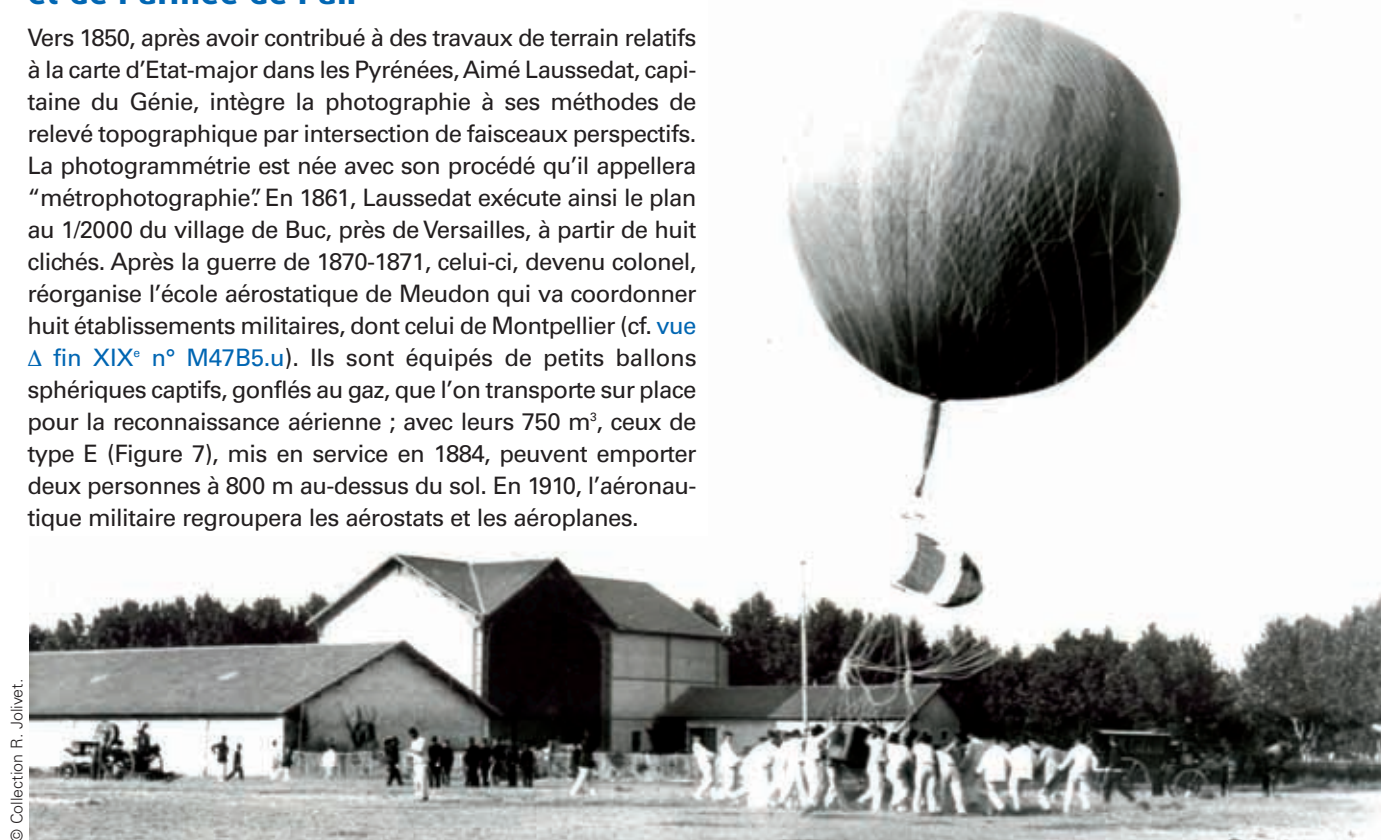 et de l'armée de l'air
Vers 1850, après avoir contribué à des travaux de terrain relatifs
à la carte d'Etat-major dans les Pyrénées, Aimé Laussedat, capi-
taine du Génie, intègre la photographie à ses méthodes de
relevé topographique par intersection de faisceaux perspectifs.
La photogrammétrie est née avec son procédé qu'il appellera
“métrophotographie”. En 1861, Laussedat exécute ainsi le plan
au 1/2000 du village de Buc, près de Versailles, à partir de huit
clichés. Après la guerre de 1870-1871, celui-ci, devenu colonel,
réorganise l'école aérostatique de Meudon qui va coordonner
huit établissements militaires, dont celui de Montpellier (cf. vue
Δ fin XIXᵉ n° M47B5.u). Ils sont équipés de petits ballons
sphériques captifs, gonflés au gaz, que l'on transporte sur place
pour la reconnaissance aérienne ; avec leurs 750 m³, ceux de
type E (Figure 7), mis en service en 1884, peuvent emporter
deux personnes à 800 m au-dessus du sol. En 1910, l'aéronau-
tique militaire regroupera les aérostats et les aéroplanes.
© Collection R. Jolivet.